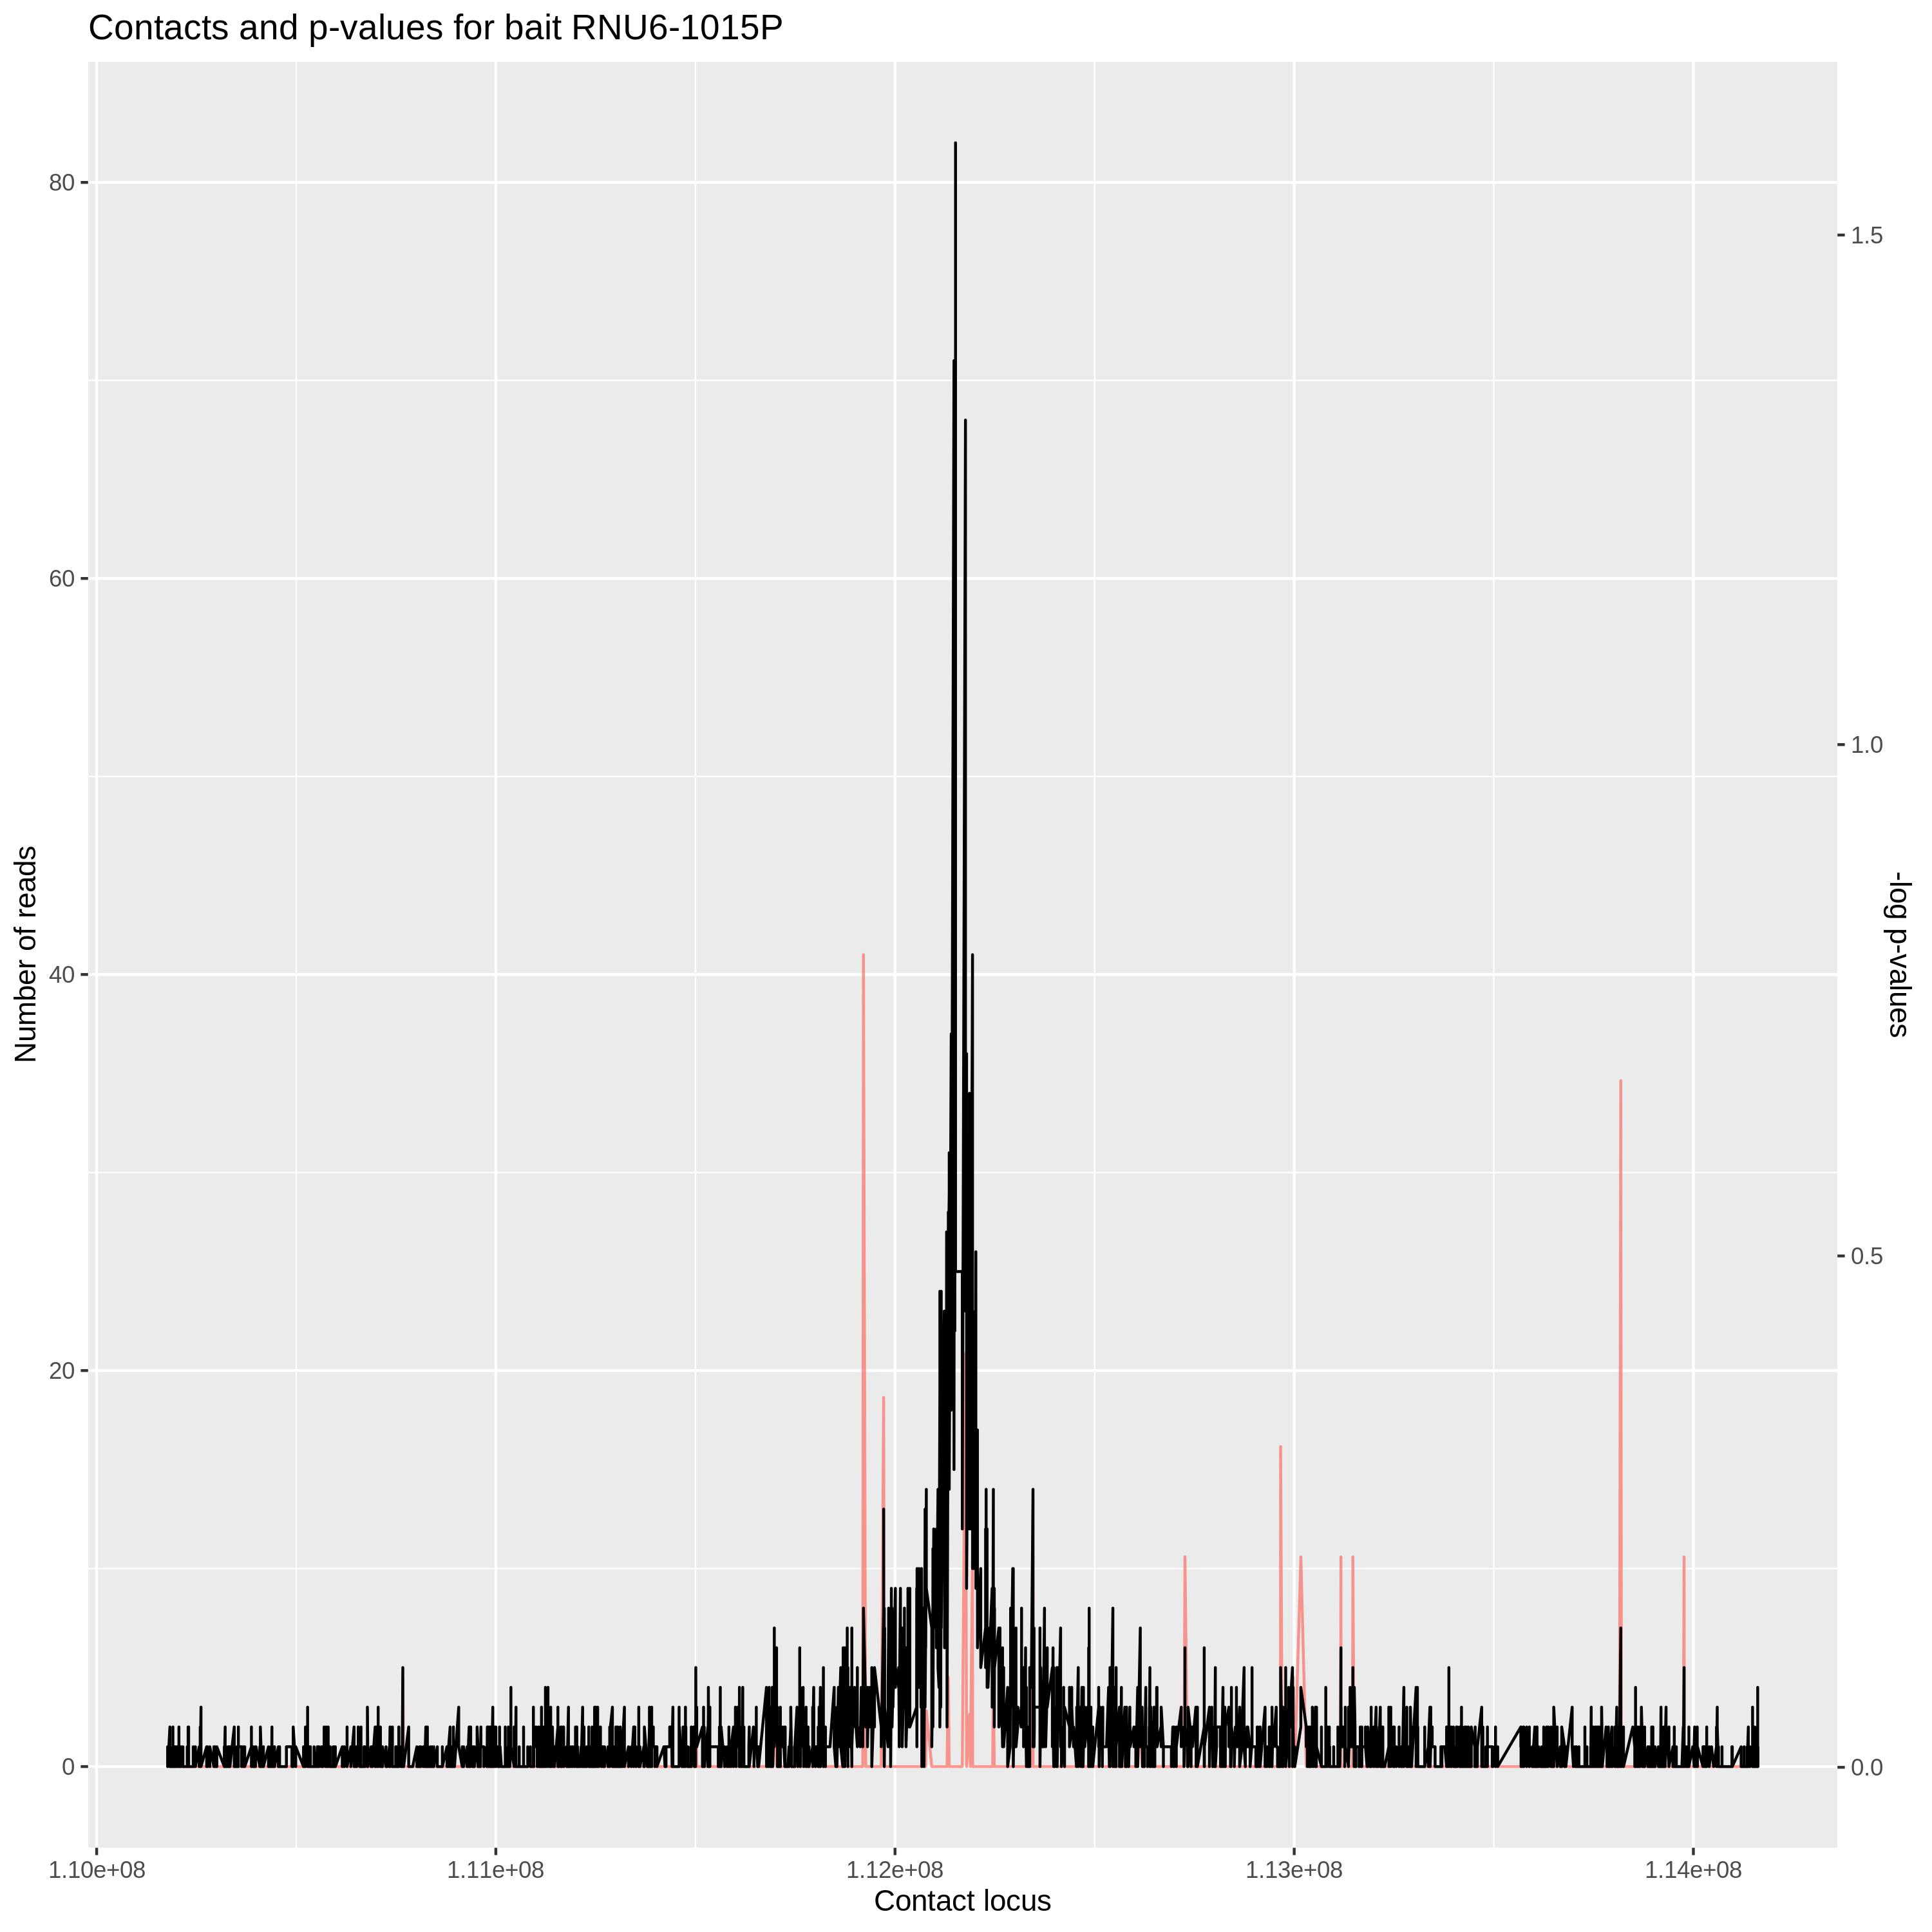 Contacts and p-values for bait RNU6-1015P
80
60
40
20
0
Number of reads
1.5
1.0
0.5
0.0
-log p-values
1.10e+08 1.11e+08 1.12e+08 1.13e+08 1.14e+08
Contact locus